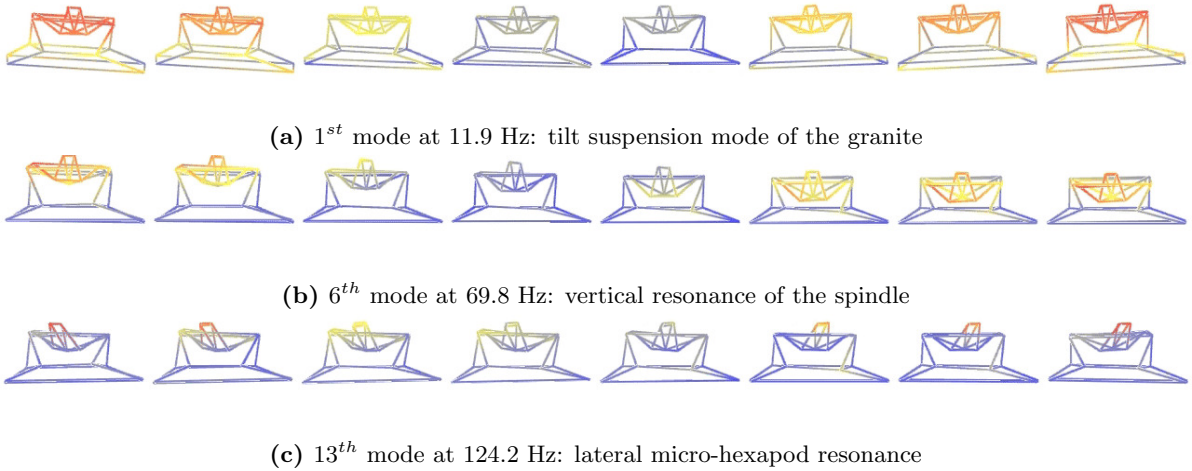 (a) 1st mode at 11.9 Hz: tilt suspension mode of the granite
(b) 6th mode at 69.8 Hz: vertical resonance of the spindle
(c) 13th mode at 124.2 Hz: lateral micro-hexapod resonance